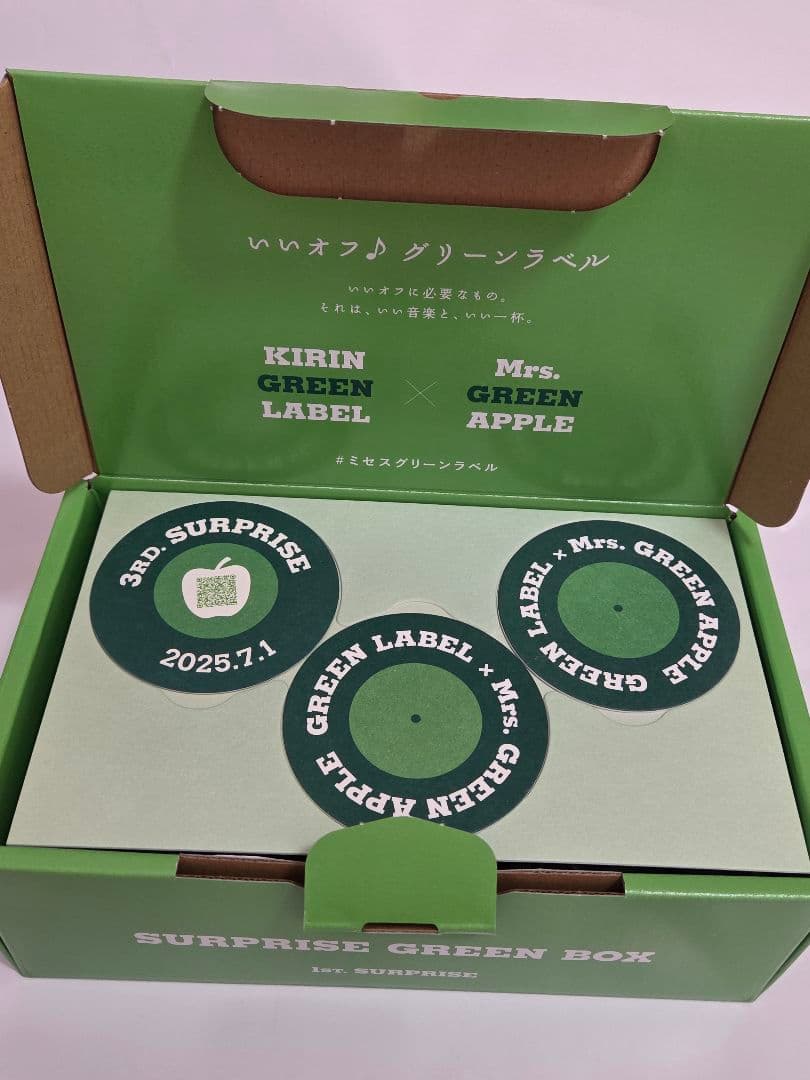 いいオフ♪ グリーンラベル
いいオフに必要なもの。
それは、いい音楽と、いい一杯。
KIRIN
GREEN
LABEL
×
Mrs.
GREEN
APPLE
#ミセスグリーンラベル
3RD. SURPRISE
2025.7.1
GREEN LABEL × Mrs. GREEN APPLE
GREEN LABEL × Mrs. GREEN APPLE
SURPRISE GREEN BOX
1ST. SURPRISE